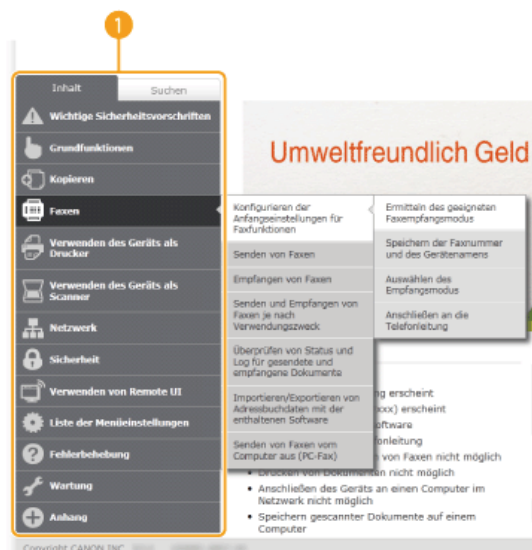 1
Inhalt
Suchen
Wichtige Sicherheitsvorschriften
Grundfunktionen
Umweltfreundlich Geld
Kopieren
Faxen
Konfigurieren der
Anfangseinstellungen für
Faxfunktionen
Ermitteln des geeigneten
Faxempfangsmodus
Speichern der Faxnummer
und des Gerätenamens
Auswählen des
Empfangsmodus
Anschließen an die
Telefonleitung
Senden von Faxen
Empfangen von Faxen
Senden und Empfangen von
Faxen je nach
Verwendungszweck
Überprüfen von Status und
Log für gesendete und
empfangene Dokumente
Importieren/Exportieren von
Adressbuchdaten mit der
enthaltenen Software
Senden von Faxen vom
Computer aus (PC-Fax)
Verwenden des Geräts als
Drucker
Verwenden des Geräts als
Scanner
Netzwerk
Sicherheit
Verwenden von Remote UI
Liste der Menüeinstellungen
Fehlerbehebung
Wartung
Anhang
ng erscheint
xxx) erscheint
oftware
fonleitung
von Faxen nicht möglich
• Drucken von Dokumenten nicht möglich
• Anschließen des Geräts an einen Computer im
Netzwerk nicht möglich
• Speichern gescannter Dokumente auf einem
Computer
Copyright CANON INC.